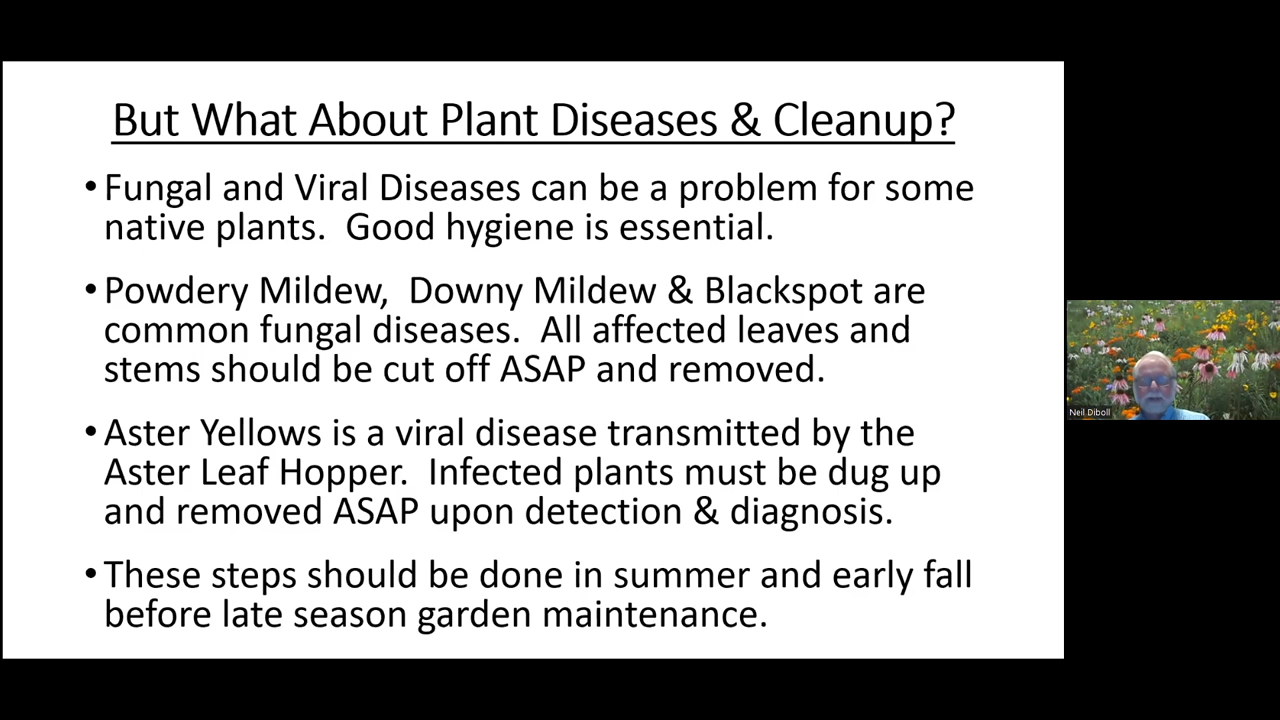 But What About Plant Diseases & Cleanup?
•Fungal and Viral Diseases can be a problem for some
native plants.  Good hygiene is essential.
•Powdery Mildew,  Downy Mildew & Blackspot are
common fungal diseases.  All affected leaves and
stems should be cut off ASAP and removed.
•Aster Yellows is a viral disease transmitted by the
Aster Leaf Hopper.  Infected plants must be dug up
and removed ASAP upon detection & diagnosis.
•These steps should be done in summer and early fall
before late season garden maintenance.
Neil Diboll